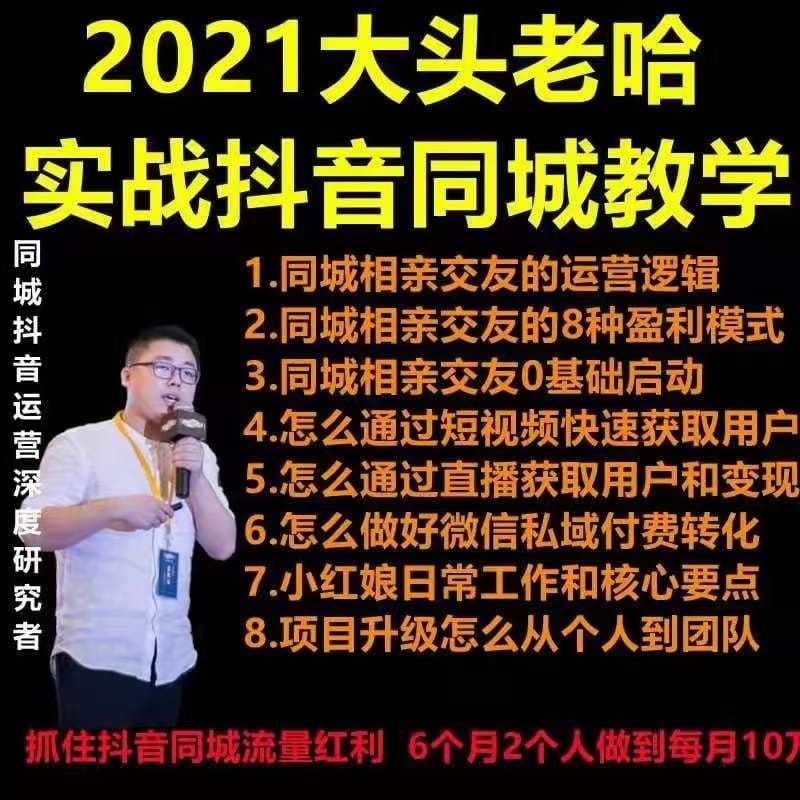 2021大头老哈
实战抖音同城教学
同城抖音运营深度研究者
1.同城相亲交友的运营逻辑
2.同城相亲交友的8种盈利模式
3.同城相亲交友0基础启动
4.怎么通过短视频快速获取用户
5.怎么通过直播获取用户和变现
6.怎么做好微信私域付费转化
7.小红娘日常工作和核心要点
8.项目升级怎么从个人到团队
抓住抖音同城流量红利 6个月2个人做到每月10万